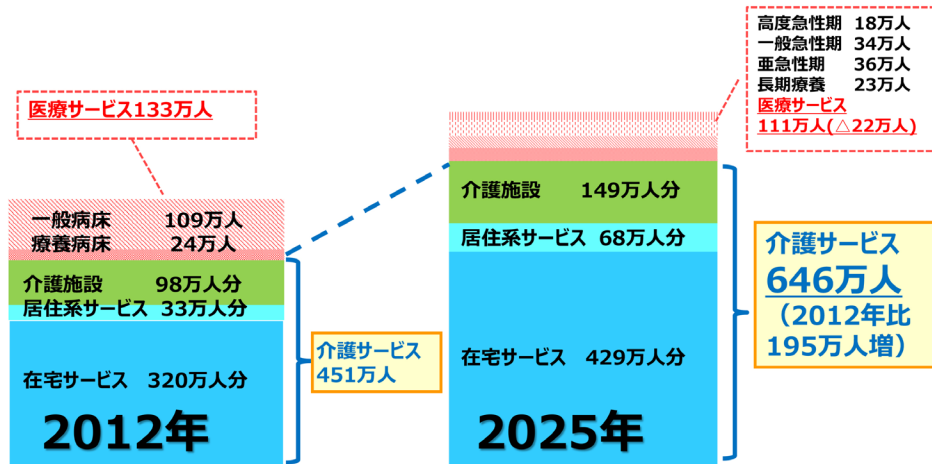 医療サービス133万人
一般病床 109万人
療養病床 24万人
介護施設 98万人分
居住系サービス 33万人分
在宅サービス 320万人分
2012年
介護サービス
451万人
高度急性期 18万人
一般急性期 34万人
亜急性期 36万人
長期療養 23万人
医療サービス
111万人(△22万人)
介護施設 149万人分
居住系サービス 68万人分
在宅サービス 429万人分
2025年
介護サービス
646万人
（2012年比
195万人増）